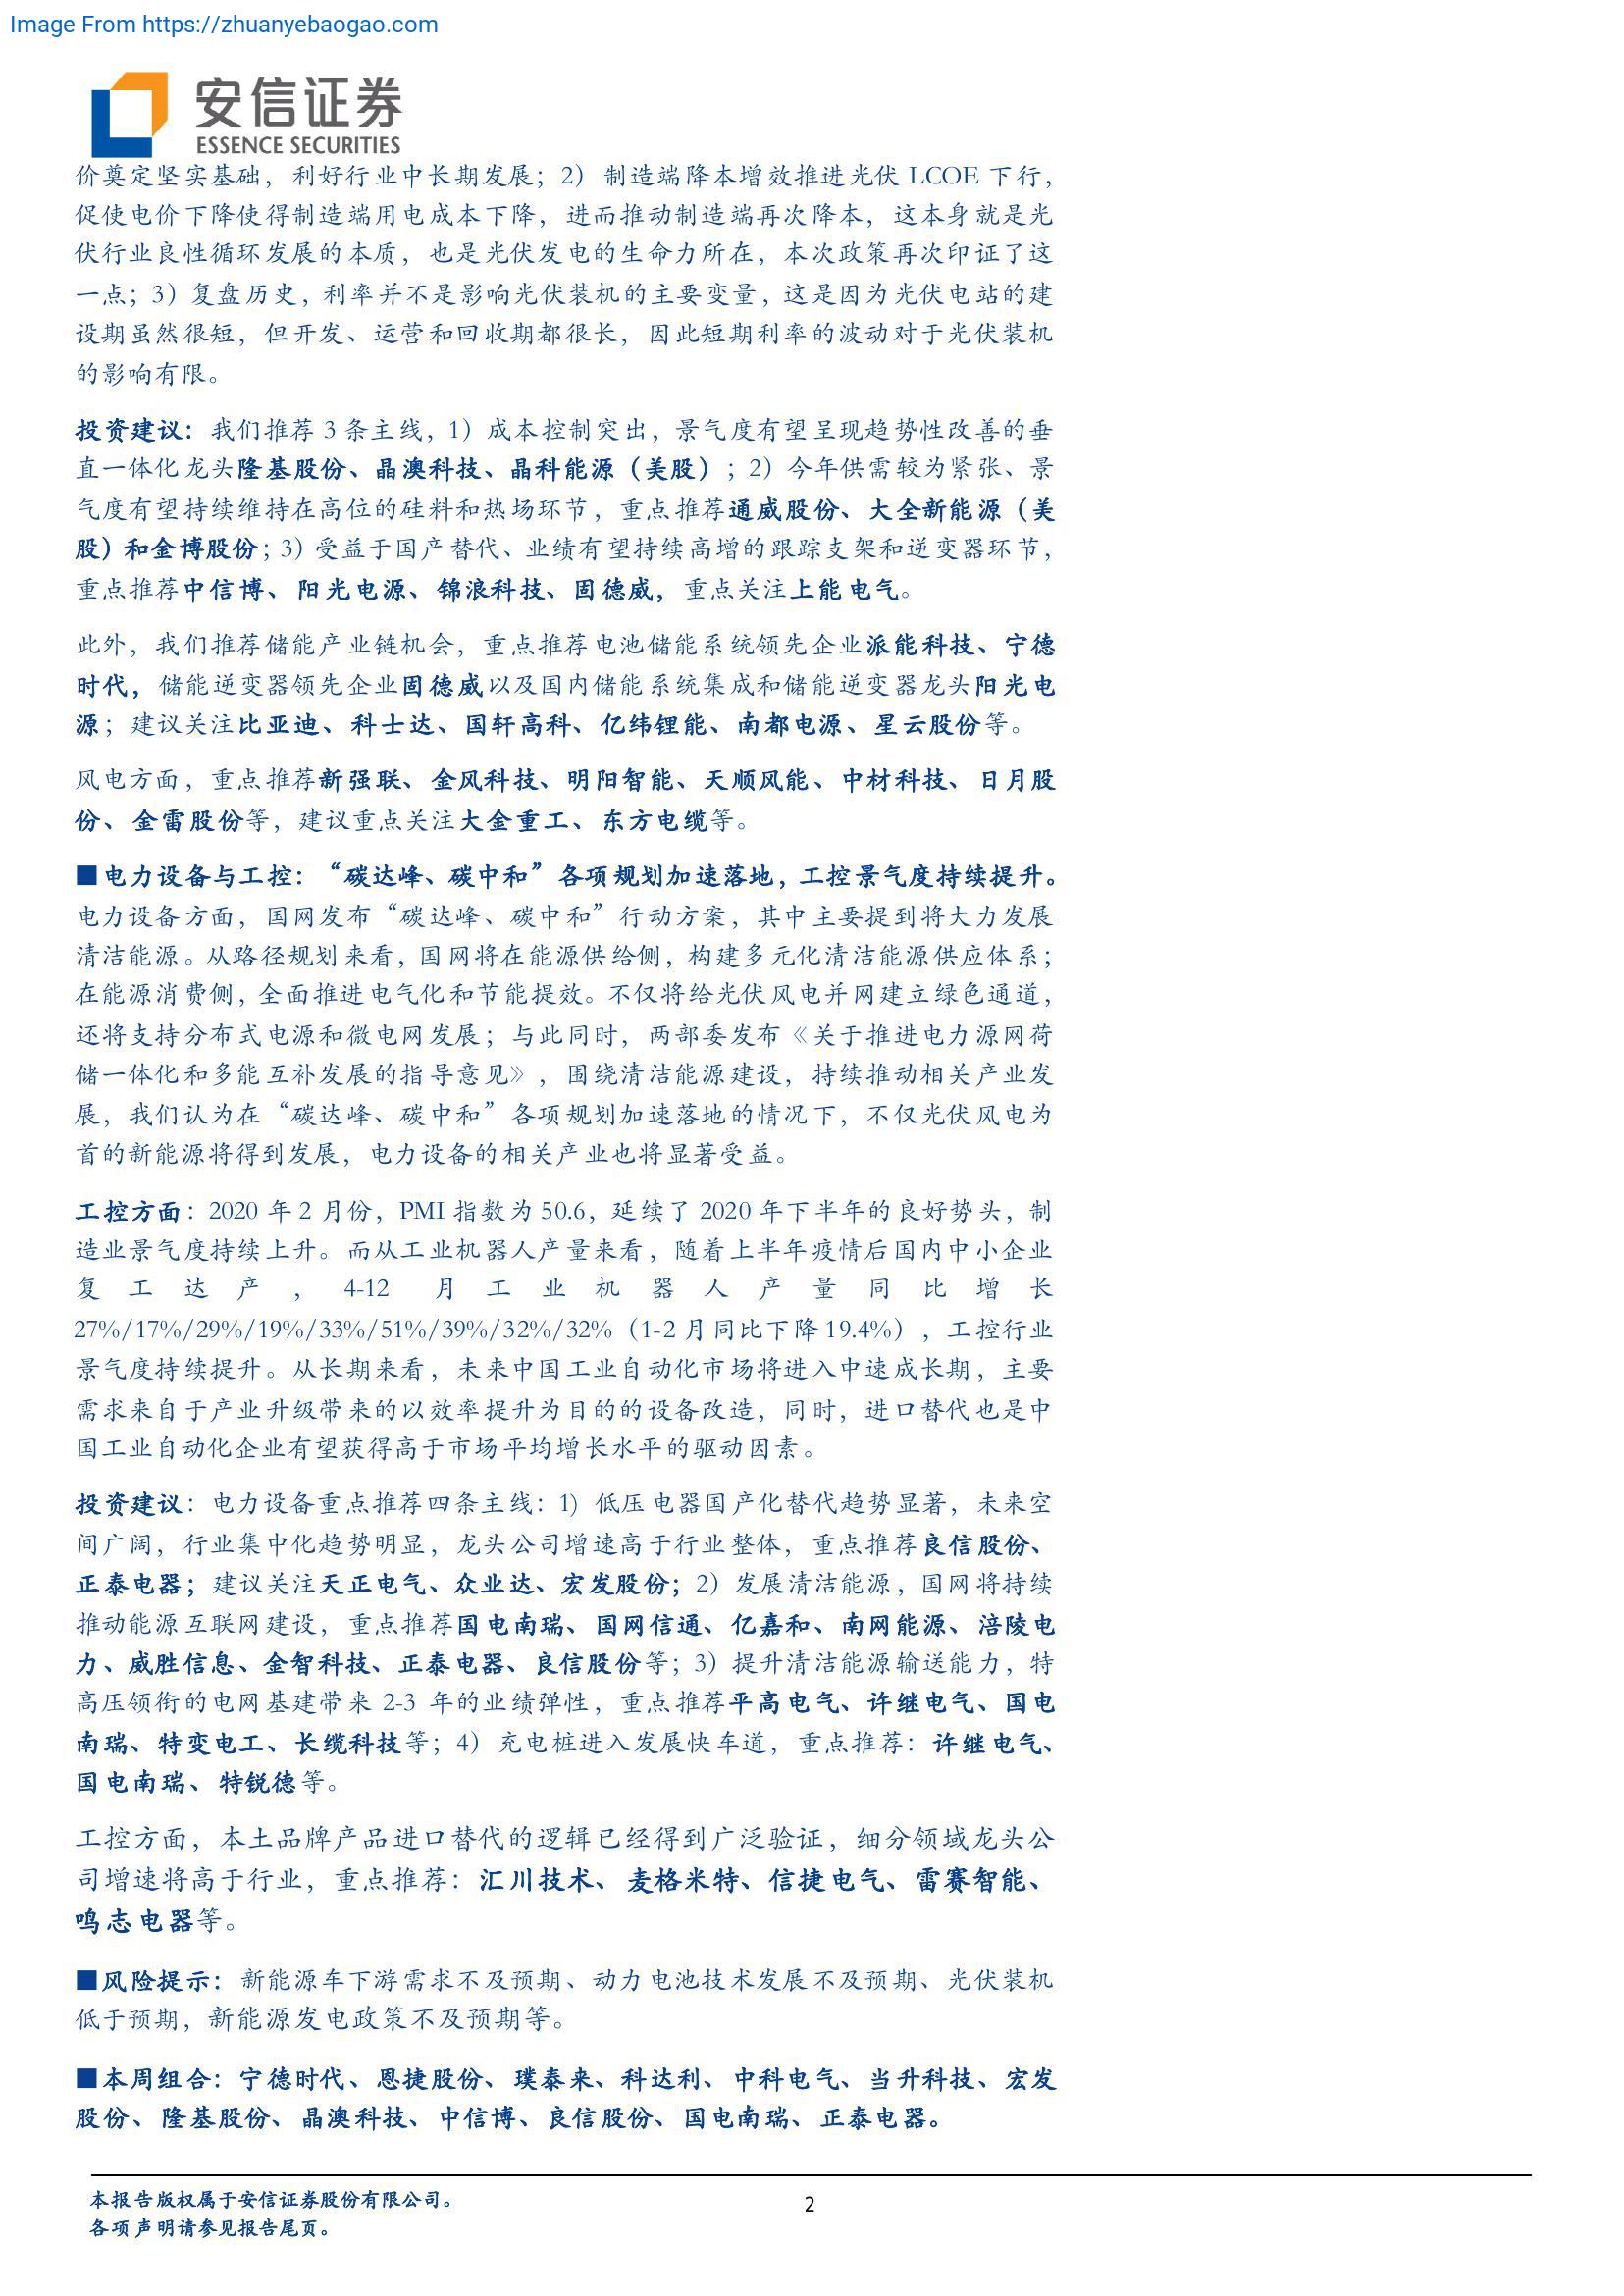 Image From https://zhuanyebaogao.com
安信证券
ESSENCE SECURITIES
价奠定坚实基础，利好行业中长期发展；2）制造端降本增效推进光伏 LCOE 下行，
促使电价下降使得制造端用电成本下降，进而推动制造端再次降本，这本身就是光
伏行业良性循环发展的本质，也是光伏发电的生命力所在，本次政策再次印证了这
一点；3）复盘历史，利率并不是影响光伏装机的主要变量，这是因为光伏电站的建
设期虽然很短，但开发、运营和回收期都很长，因此短期利率的波动对于光伏装机
的影响有限。
投资建议：我们推荐 3 条主线，1）成本控制突出，景气度有望呈现趋势性改善的垂
直一体化龙头隆基股份、晶澳科技、晶科能源（美股）；2）今年供需较为紧张、景
气度有望持续维持在高位的硅料和热场环节，重点推荐通威股份、大全新能源（美
股）和金博股份；3）受益于国产替代、业绩有望持续高增的跟踪支架和逆变器环节，
重点推荐中信博、阳光电源、锦浪科技、固德威，重点关注上能电气。
此外，我们推荐储能产业链机会，重点推荐电池储能系统领先企业派能科技、宁德
时代，储能逆变器领先企业固德威以及国内储能系统集成和储能逆变器龙头阳光电
源；建议关注比亚迪、科士达、国轩高科、亿纬锂能、南都电源、星云股份等。
风电方面，重点推荐新强联、金风科技、明阳智能、天顺风能、中材科技、日月股
份、金雷股份等，建议重点关注大金重工、东方电缆等。
■电力设备与工控：“碳达峰、碳中和”各项规划加速落地，工控景气度持续提升。
电力设备方面，国网发布“碳达峰、碳中和”行动方案，其中主要提到将大力发展
清洁能源。从路径规划来看，国网将在能源供给侧，构建多元化清洁能源供应体系；
在能源消费侧，全面推进电气化和节能提效。不仅将给光伏风电并网建立绿色通道，
还将支持分布式电源和微电网发展；与此同时，两部委发布《关于推进电力源网荷
储一体化和多能互补发展的指导意见》，围绕清洁能源建设，持续推动相关产业发
展，我们认为在“碳达峰、碳中和”各项规划加速落地的情况下，不仅光伏风电为
首的新能源将得到发展，电力设备的相关产业也将显著受益。
工控方面：2020 年 2 月份，PMI 指数为 50.6，延续了 2020 年下半年的良好势头，制
造业景气度持续上升。而从工业机器人产量来看，随着上半年疫情后国内中小企业
复工达产，4-12 月工业机器人产量同比增长
27%/17%/29%/19%/33%/51%/39%/32%/32%（1-2 月同比下降 19.4%），工控行业
景气度持续提升。从长期来看，未来中国工业自动化市场将进入中速成长期，主要
需求来自于产业升级带来的以效率提升为目的的设备改造，同时，进口替代也是中
国工业自动化企业有望获得高于市场平均增长水平的驱动因素。
投资建议：电力设备重点推荐四条主线：1）低压电器国产化替代趋势显著，未来空
间广阔，行业集中化趋势明显，龙头公司增速高于行业整体，重点推荐良信股份、
正泰电器；建议关注天正电气、众业达、宏发股份；2）发展清洁能源，国网将持续
推动能源互联网建设，重点推荐国电南瑞、国网信通、亿嘉和、南网能源、涪陵电
力、威胜信息、金智科技、正泰电器、良信股份等；3）提升清洁能源输送能力，特
高压领衔的电网基建带来 2-3 年的业绩弹性，重点推荐平高电气、许继电气、国电
南瑞、特变电工、长缆科技等；4）充电桩进入发展快车道，重点推荐：许继电气、
国电南瑞、特锐德等。
工控方面，本土品牌产品进口替代的逻辑已经得到广泛验证，细分领域龙头公
司增速将高于行业，重点推荐：汇川技术、麦格米特、信捷电气、雷赛智能、
鸣志电器等。
■风险提示：新能源车下游需求不及预期、动力电池技术发展不及预期、光伏装机
低于预期，新能源发电政策不及预期等。
■本周组合：宁德时代、恩捷股份、璞泰来、科达利、中科电气、当升科技、宏发
股份、隆基股份、晶澳科技、中信博、良信股份、国电南瑞、正泰电器。
本报告版权属于安信证券股份有限公司。
2
各项声明请参见报告尾页。